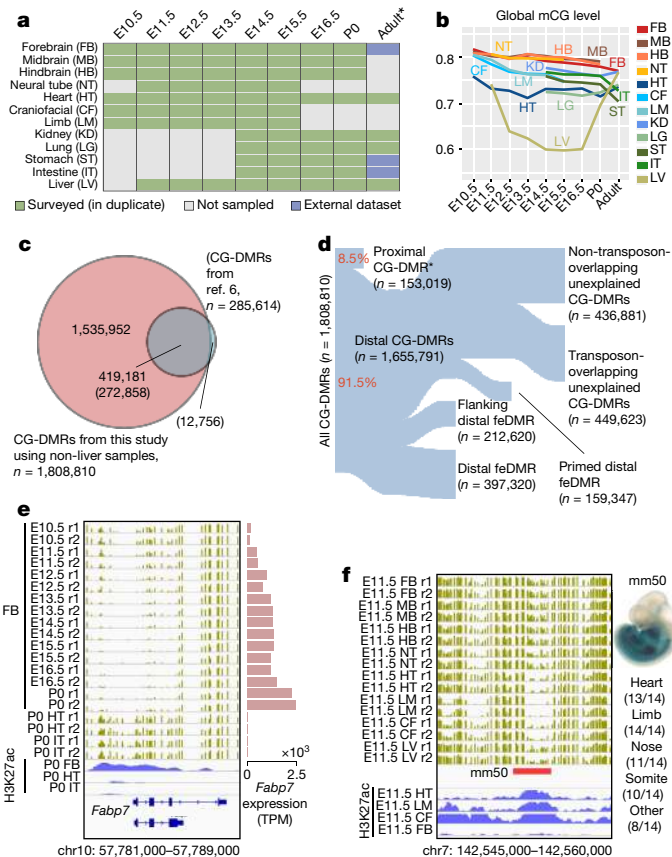 a
E10.5 E11.5 E12.5 E13.5 E14.5 E15.5 E16.5 P0 Adult*
Forebrain (FB)
Midbrain (MB)
Hindbrain (HB)
Neural tube (NT)
Heart (HT)
Craniofacial (CF)
Limb (LM)
Kidney (KD)
Lung (LG)
Stomach (ST)
Intestine (IT)
Liver (LV)
Surveyed (in duplicate) Not sampled External dataset
b
Global mCG level
0.8
0.6
NT HB MB FB
CF LM KD HT LG IT ST LV
E10.5 E11.5 E12.5 E13.5 E14.5 E15.5 E16.5 P0 Adult
FB
MB
HB
NT
HT
CF
LM
KD
LG
ST
IT
LV
c
(CG-DMRs
from
ref. 6,
n = 285,614)
1,535,952
419,181
(272,858)
(12,756)
CG-DMRs from this study
using non-liver samples,
n = 1,808,810
d
All CG-DMRs (n = 1,808,810)
8.5%
Proximal
CG-DMR*
(n = 153,019)
Distal CG-DMRs
(n = 1,655,791)
91.5%
Non-transposon-
overlapping
unexplained
CG-DMRs
(n = 436,881)
Transposon-
overlapping
unexplained
CG-DMRs
(n = 449,623)
Flanking
distal feDMR
(n = 212,620)
Distal feDMR
(n = 397,320)
Primed distal
feDMR
(n = 159,347)
e
FB
E10.5 r1
E10.5 r2
E11.5 r1
E11.5 r2
E12.5 r1
E12.5 r2
E13.5 r1
E13.5 r2
E14.5 r1
E14.5 r2
E15.5 r1
E15.5 r2
E16.5 r1
E16.5 r2
P0 r1
P0 r2
P0 HT r1
P0 HT r2
P0 IT r1
P0 IT r2
H3K27ac
P0 FB
P0 HT
P0 IT
Fabp7
chr10: 57,781,000–57,789,000
×10³
0 2.5
Fabp7
expression
(TPM)
f
E11.5 FB r1
E11.5 FB r2
E11.5 MB r1
E11.5 MB r2
E11.5 HB r1
E11.5 HB r2
E11.5 NT r1
E11.5 NT r2
E11.5 HT r1
E11.5 HT r2
E11.5 LM r1
E11.5 LM r2
E11.5 CF r1
E11.5 CF r2
E11.5 LV r1
E11.5 LV r2
mm50
H3K27ac
E11.5 HT
E11.5 LM
E11.5 CF
E11.5 FB
chr7: 142,545,000–142,560,000
mm50
Heart
(13/14)
Limb
(14/14)
Nose
(11/14)
Somite
(10/14)
Other
(8/14)